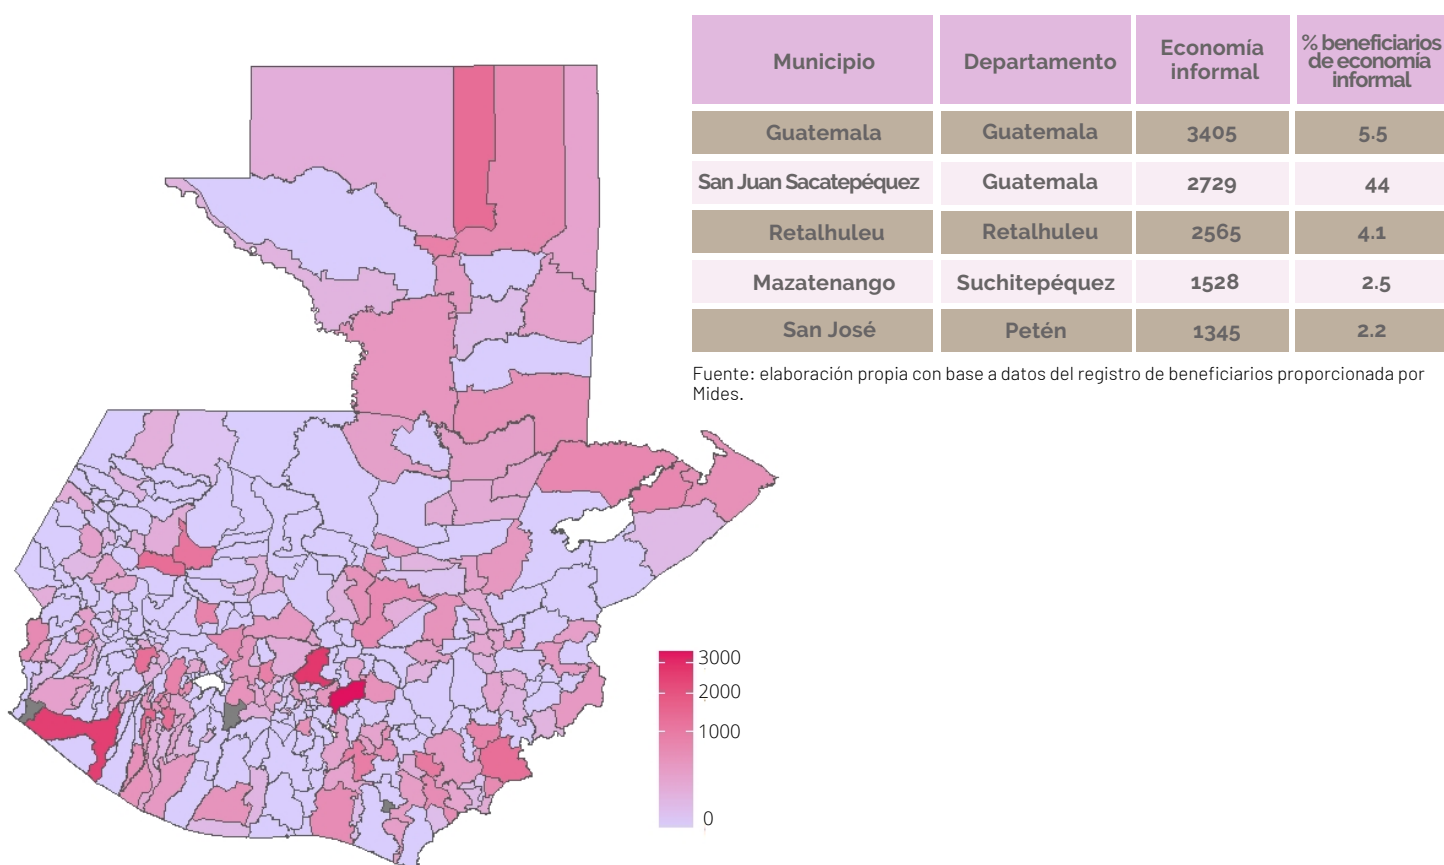 Municipio
Departamento
Economía
informal
% beneficiarios
de economía
informal
Guatemala
Guatemala
3405
5.5
San Juan Sacatepéquez
Guatemala
2729
44
Retalhuleu
Retalhuleu
2565
4.1
Mazatenango
Suchitepéquez
1528
2.5
San José
Petén
1345
2.2
Fuente: elaboración propia con base a datos del registro de beneficiarios proporcionada por
Mides.
3000
2000
1000
0